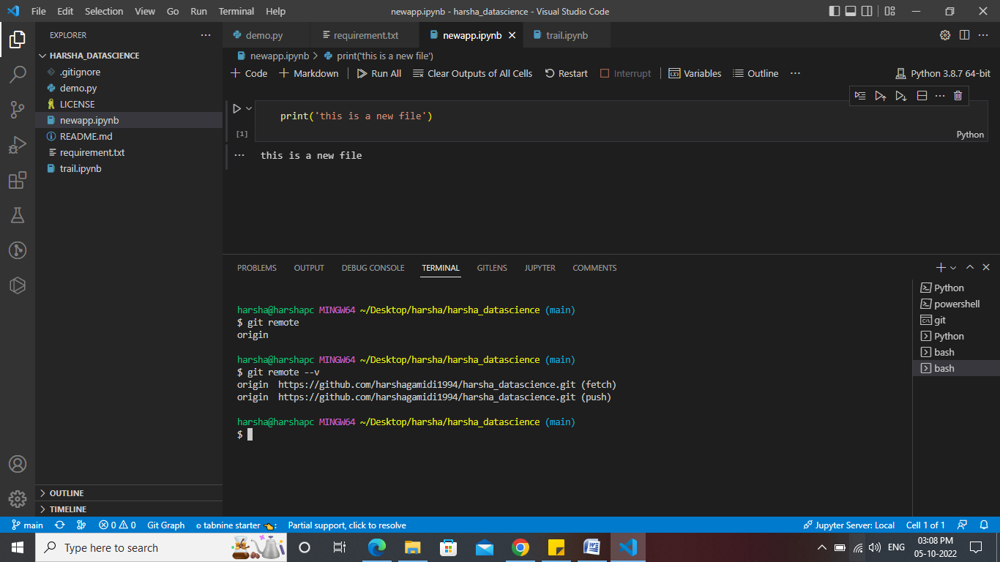 File Edit Selection View Go Run Terminal Help
newapp.ipynb - harsha_datascience - Visual Studio Code
EXPLORER
HARSHA_DATASCIENCE
.gitignore
demo.py
LICENSE
newapp.ipynb
README.md
requirement.txt
trail.ipynb
OUTLINE
TIMELINE
demo.py requirement.txt newapp.ipynb trail.ipynb
newapp.ipynb > print('this is a new file')
Code Markdown Run All Clear Outputs of All Cells Restart Interrupt Variables Outline Python 3.8.7 64-bit
print('this is a new file')
[1]
Python
this is a new file
PROBLEMS OUTPUT DEBUG CONSOLE TERMINAL GITLENS JUPYTER COMMENTS
harsha@harshapc MINGW64 ~/Desktop/harsha/harsha_datascience (main)
$ git remote
origin
harsha@harshapc MINGW64 ~/Desktop/harsha/harsha_datascience (main)
$ git remote --v
origin  https://github.com/harshagamidi1994/harsha_datascience.git (fetch)
origin  https://github.com/harshagamidi1994/harsha_datascience.git (push)
harsha@harshapc MINGW64 ~/Desktop/harsha/harsha_datascience (main)
$
Python
powershell
git
Python
bash
bash
main 0 0 Git Graph tabnine starter Partial support, click to resolve Jupyter Server: Local Cell 1 of 1
Type here to search
ENG
03:08 PM
05-10-2022